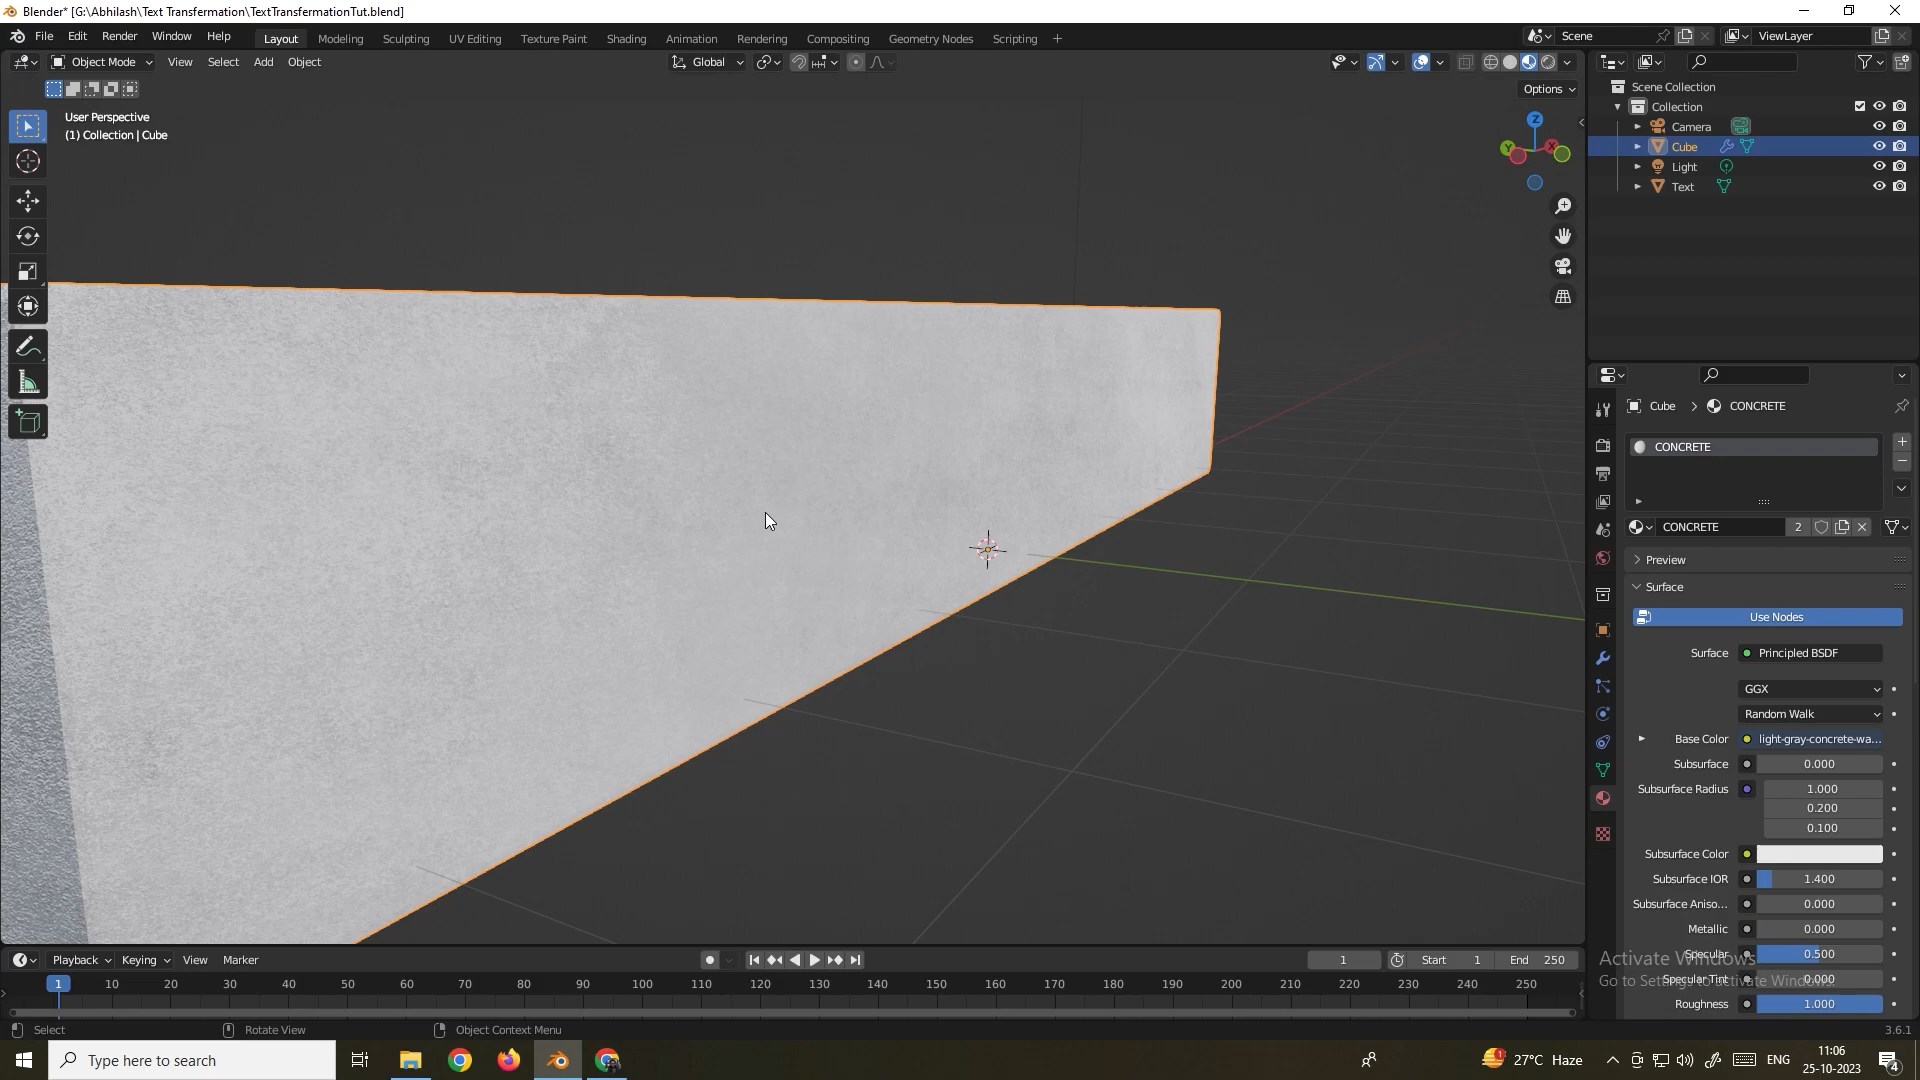 Blender* [G:\Abhilash\Text Transfermation\TextTransfermationTut.blend]
File Edit Render Window Help Layout Modeling Sculpting UV Editing Texture Paint Shading Animation Rendering Compositing Geometry Nodes Scripting +
Scene ViewLayer
Object Mode View Select Add Object Global
Options
User Perspective
(1) Collection | Cube
Z
Y X
Scene Collection
Collection
Camera
Cube
Light
Text
Cube > CONCRETE
CONCRETE
CONCRETE 2
Preview
Surface
Use Nodes
Surface Principled BSDF
GGX
Random Walk
Base Color light-gray-concrete-wa...
Subsurface 0.000
Subsurface Radius 1.000
0.200
0.100
Subsurface Color
Subsurface IOR 1.400
Subsurface Aniso... 0.000
Metallic 0.000
Specular 0.500
Specular Tint 0.000
Roughness 1.000
Activate Windows
Go to Settings to activate Windows.
Playback Keying View Marker 1 Start 1 End 250
1 10 20 30 40 50 60 70 80 90 100 110 120 130 140 150 160 170 180 190 200 210 220 230 240 250
Select Rotate View Object Context Menu 3.6.1
Type here to search 27°C Haze ENG 11:06
25-10-2023 4